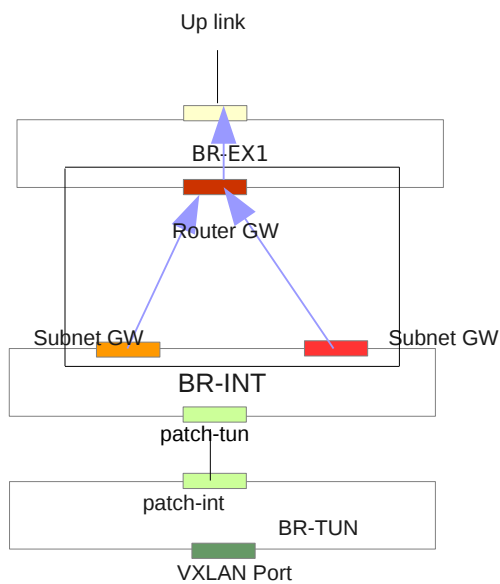 Up link
BR-EX1
Router GW
Subnet GW
Subnet GW
BR-INT
patch-tun
patch-int
BR-TUN
VXLAN Port